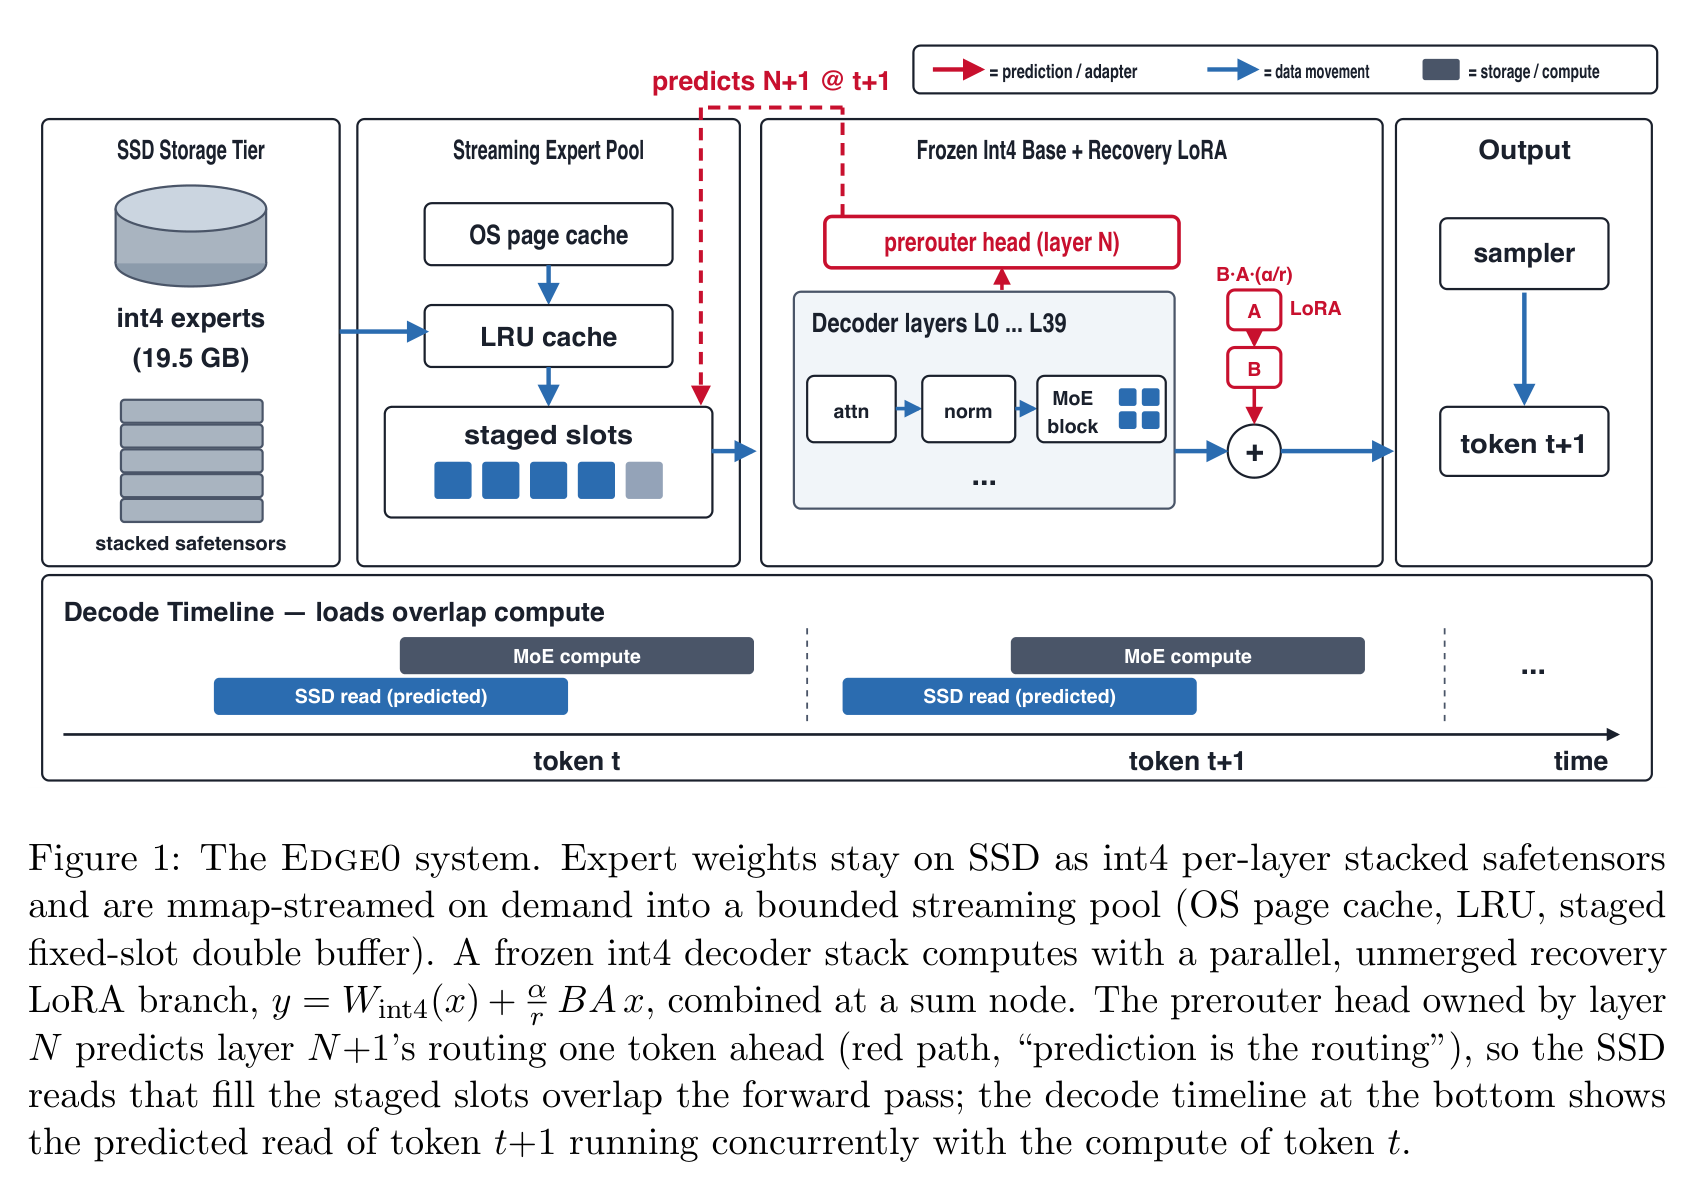 predicts N+1 @ t+1
= prediction / adapter
= data movement
= storage / compute
SSD Storage Tier
int4 experts
(19.5 GB)
stacked safetensors
Streaming Expert Pool
OS page cache
LRU cache
staged slots
Frozen Int4 Base + Recovery LoRA
prerouter head (layer N)
Decoder layers L0 ... L39
attn
norm
MoE
block
...
B·A·(α/r)
A
LoRA
B
+
Output
sampler
token t+1
Decode Timeline — loads overlap compute
MoE compute
MoE compute
...
SSD read (predicted)
SSD read (predicted)
token t
token t+1
time
Figure 1: The EDGE0 system. Expert weights stay on SSD as int4 per-layer stacked safetensors
and are mmap-streamed on demand into a bounded streaming pool (OS page cache, LRU, staged
fixed-slot double buffer). A frozen int4 decoder stack computes with a parallel, unmerged recovery
LoRA branch, y = W_int4(x) + α/r BA x, combined at a sum node. The prerouter head owned by layer
N predicts layer N+1's routing one token ahead (red path, “prediction is the routing”), so the SSD
reads that fill the staged slots overlap the forward pass; the decode timeline at the bottom shows
the predicted read of token t+1 running concurrently with the compute of token t.